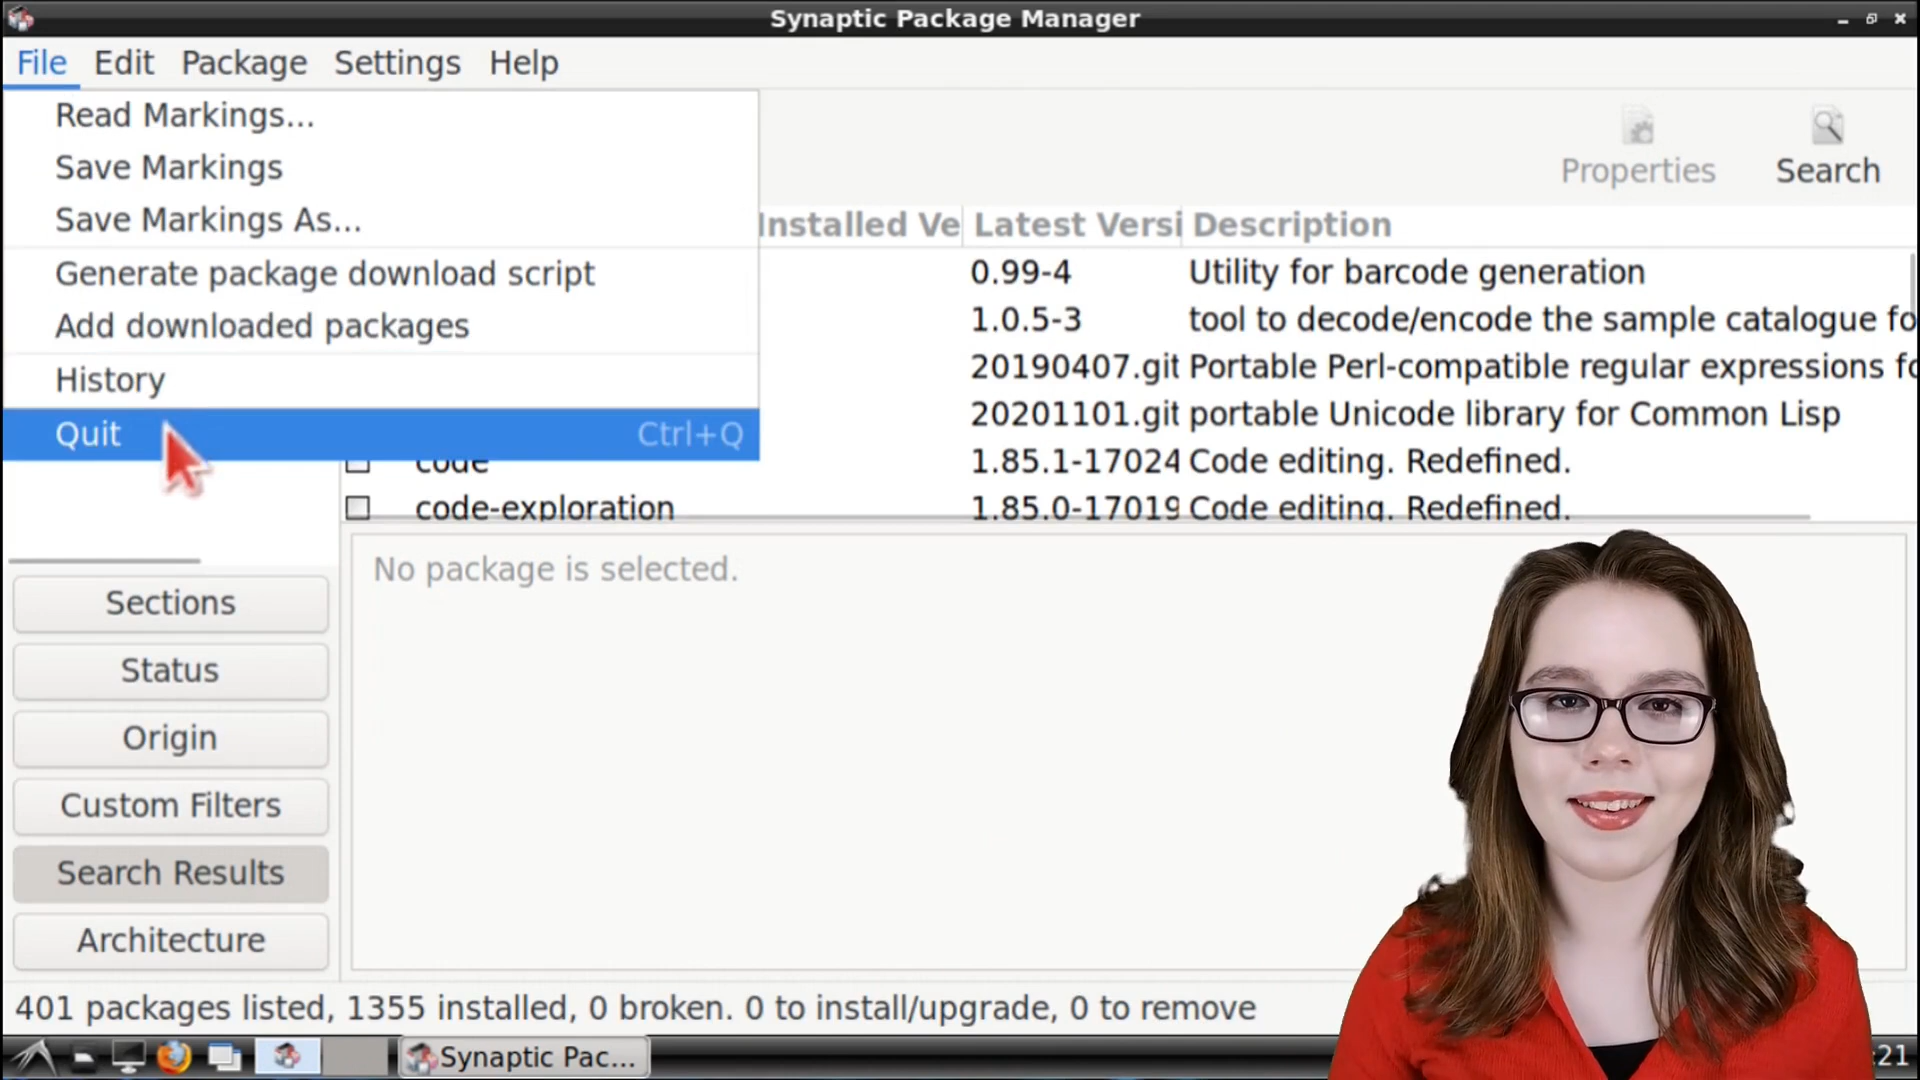 Synaptic Package Manager
File Edit Package Settings Help
Read Markings...
Save Markings
Save Markings As...
Generate package download script
Add downloaded packages
History
Quit Ctrl+Q
Properties Search
Installed Ve Latest Versi Description
0.99-4 Utility for barcode generation
1.0.5-3 tool to decode/encode the sample catalogue fo
20190407.git Portable Perl-compatible regular expressions fo
20201101.git portable Unicode library for Common Lisp
code 1.85.1-17024 Code editing. Redefined.
code-exploration 1.85.0-17019 Code editing. Redefined.
No package is selected.
Sections
Status
Origin
Custom Filters
Search Results
Architecture
401 packages listed, 1355 installed, 0 broken. 0 to install/upgrade, 0 to remove
Synaptic Pac... :21